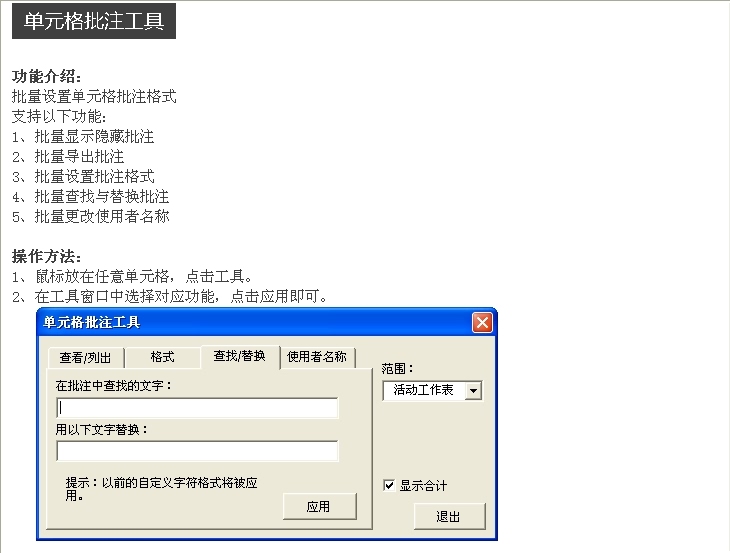 单元格批注工具
功能介绍：
批量设置单元格批注格式
支持以下功能:
1、批量显示隐藏批注
2、批量导出批注
3、批量设置批注格式
4、批量查找与替换批注
5、批量更改使用者名称
操作方法：
1、鼠标放在任意单元格，点击工具。
2、在工具窗口中选择对应功能，点击应用即可。
单元格批注工具
查看/列出 格式 查找/替换 使用者名称
范围：
在批注中查找的文字：
活动工作表
用以下文字替换：
提示：以前的自定义字符格式将被应
用。
显示合计
应用
退出